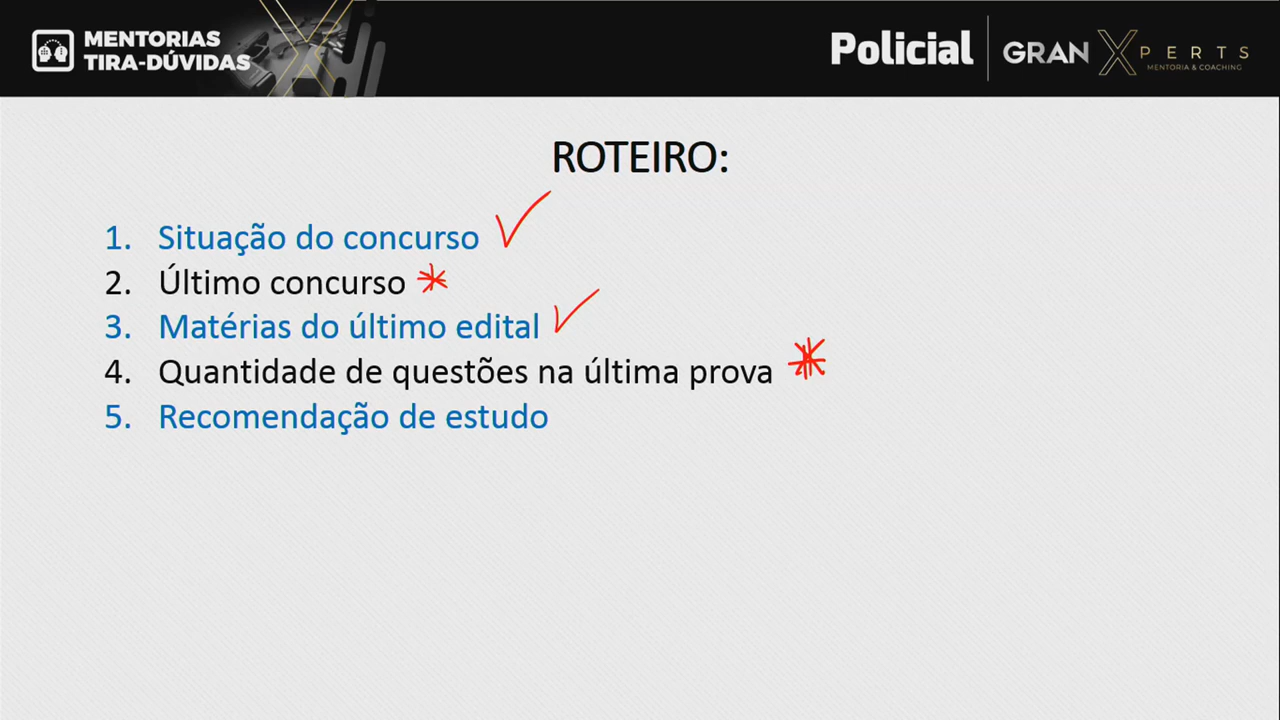 MENTORIAS
TIRA-DÚVIDAS
Policial
GRAN XPERTS
MENTORIA & COACHING
ROTEIRO:
1. Situação do concurso
2. Último concurso
3. Matérias do último edital
4. Quantidade de questões na última prova
5. Recomendação de estudo